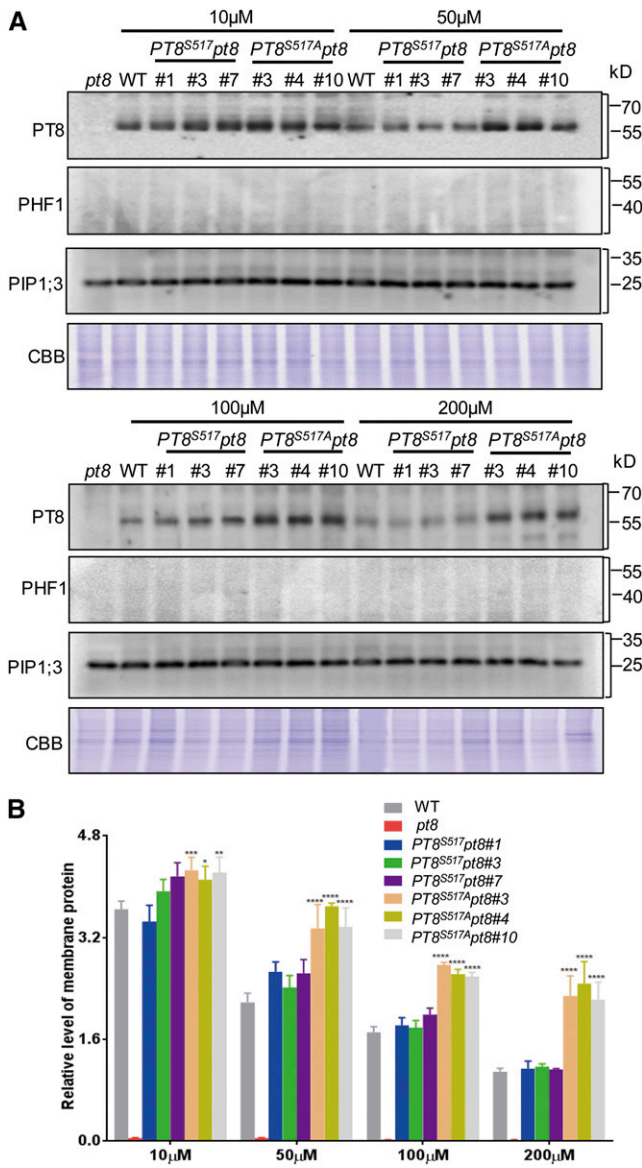 A
10μM 50μM
PT8S517pt8 PT8S517Apt8 PT8S517pt8 PT8S517Apt8
pt8 WT #1 #3 #7 #3 #4 #10 WT #1 #3 #7 #3 #4 #10 kD
PT8 70 55
PHF1 55 40
PIP1;3 35 25
CBB
100μM 200μM
PT8S517pt8 PT8S517Apt8 PT8S517pt8 PT8S517Apt8
pt8 WT #1 #3 #7 #3 #4 #10 WT #1 #3 #7 #3 #4 #10 kD
PT8 70 55
PHF1 55 40
PIP1;3 35 25
CBB
B
Relative level of membrane protein
4.8
3.2
1.6
0.0
*** * **
**** **** ****
**** **** ****
**** **** ****
WT
pt8
PT8S517pt8#1
PT8S517pt8#3
PT8S517pt8#7
PT8S517Apt8#3
PT8S517Apt8#4
PT8S517Apt8#10
10μM 50μM 100μM 200μM